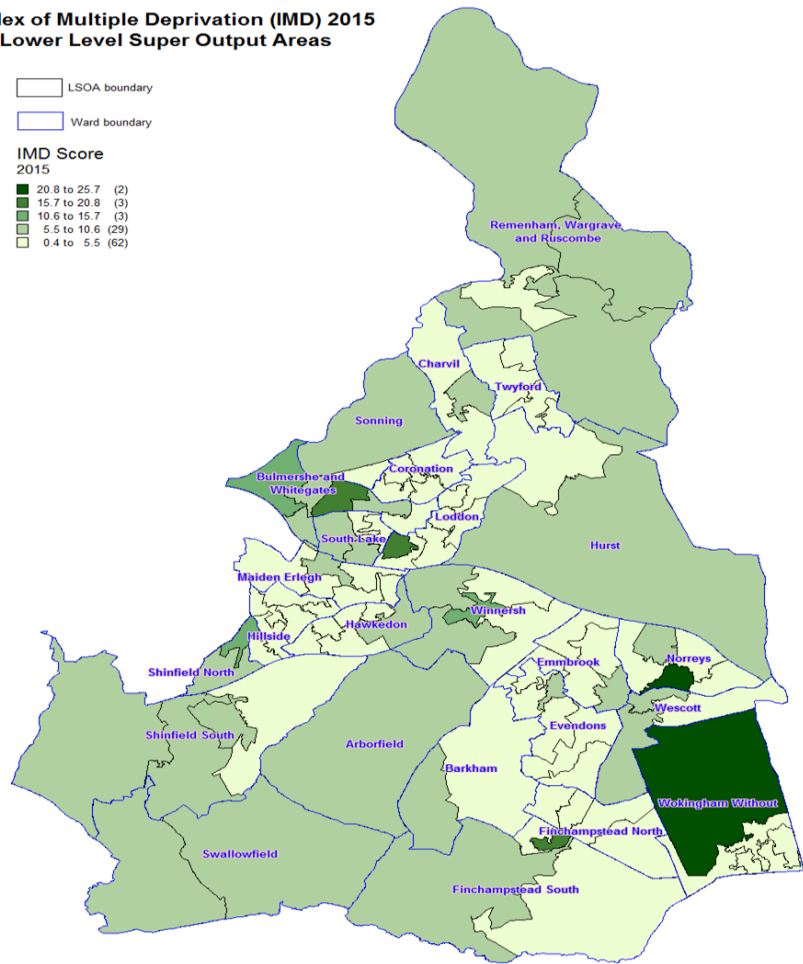 lex of Multiple Deprivation (IMD) 2015
Lower Level Super Output Areas
LSOA boundary
Ward boundary
IMD Score
2015
20.8 to 25.7 (2)
15.7 to 20.8 (3)
10.6 to 15.7 (3)
5.5 to 10.6 (29)
0.4 to 5.5 (62)
Remenham, Wargrave
and Ruscombe
Charvil
Twyford
Sonning
Coronation
Bulmershe and
Whitegates
Loddon
South Lake
Hurst
Maiden Erlegh
Winnersh
Hawkedon
Hillside
Emmbrook
Norreys
Shinfield North
Wescott
Evendons
Shinfield South
Arborfield
Barkham
Wokingham Without
Finchampstead North
Swallowfield
Finchampstead South